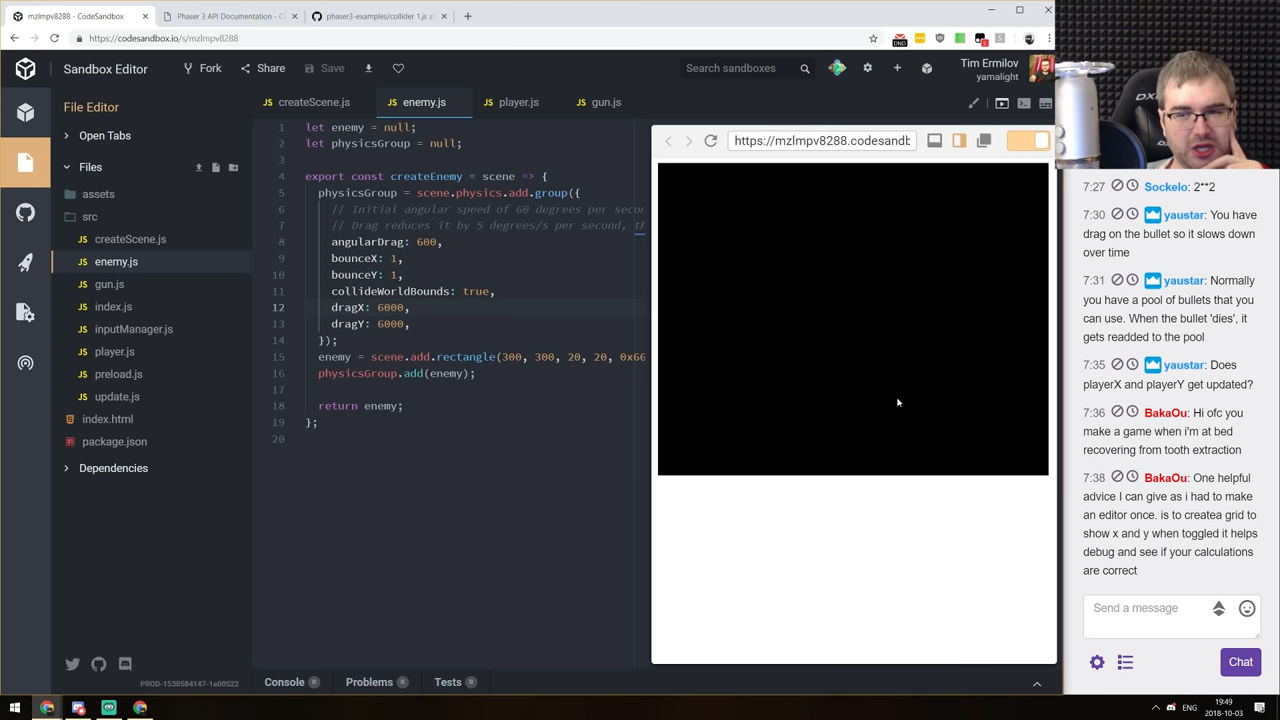 mzlmpv8288 - CodeSandbox
Phaser 3 API Documentation - C
phaser3-examples/collider 1.js a
https://codesandbox.io/s/mzlmpv8288
DND
Sandbox Editor
Fork
Share
Save
Search sandboxes
Tim Ermilov
yamalight
File Editor
Open Tabs
Files
assets
src
createScene.js
enemy.js
gun.js
index.js
inputManager.js
player.js
preload.js
update.js
index.html
package.json
Dependencies
PROD-1538584147-1a00522
createScene.js
enemy.js
player.js
gun.js
1 let enemy = null;
2 let physicsGroup = null;
3
4 export const createEnemy = scene => {
5 physicsGroup = scene.physics.add.group({
6 // Initial angular speed of 60 degrees per secon
7 // Drag reduces it by 5 degrees/s per second, th
8 angularDrag: 600,
9 bounceX: 1,
10 bounceY: 1,
11 collideWorldBounds: true,
12 dragX: 6000,
13 dragY: 6000,
14 });
15 enemy = scene.add.rectangle(300, 300, 20, 20, 0x66
16 physicsGroup.add(enemy);
17
18 return enemy;
19 };
20
https://mzlmpv8288.codesandb
Console 0
Problems 0
Tests 0
7:27 Sockelo: 2**2
7:30 yaustar: You have
drag on the bullet so it slows down
over time
7:31 yaustar: Normally
you have a pool of bullets that you
can use. When the bullet 'dies', it
gets readded to the pool
7:35 yaustar: Does
playerX and playerY get updated?
7:36 BakaOu: Hi ofc you
make a game when i'm at bed
recovering from tooth extraction
7:38 BakaOu: One helpful
advice I can give as i had to make
an editor once. is to createa grid to
show x and y when toggled it helps
debug and see if your calculations
are correct
Send a message
Chat
ENG
19:49
2018-10-03